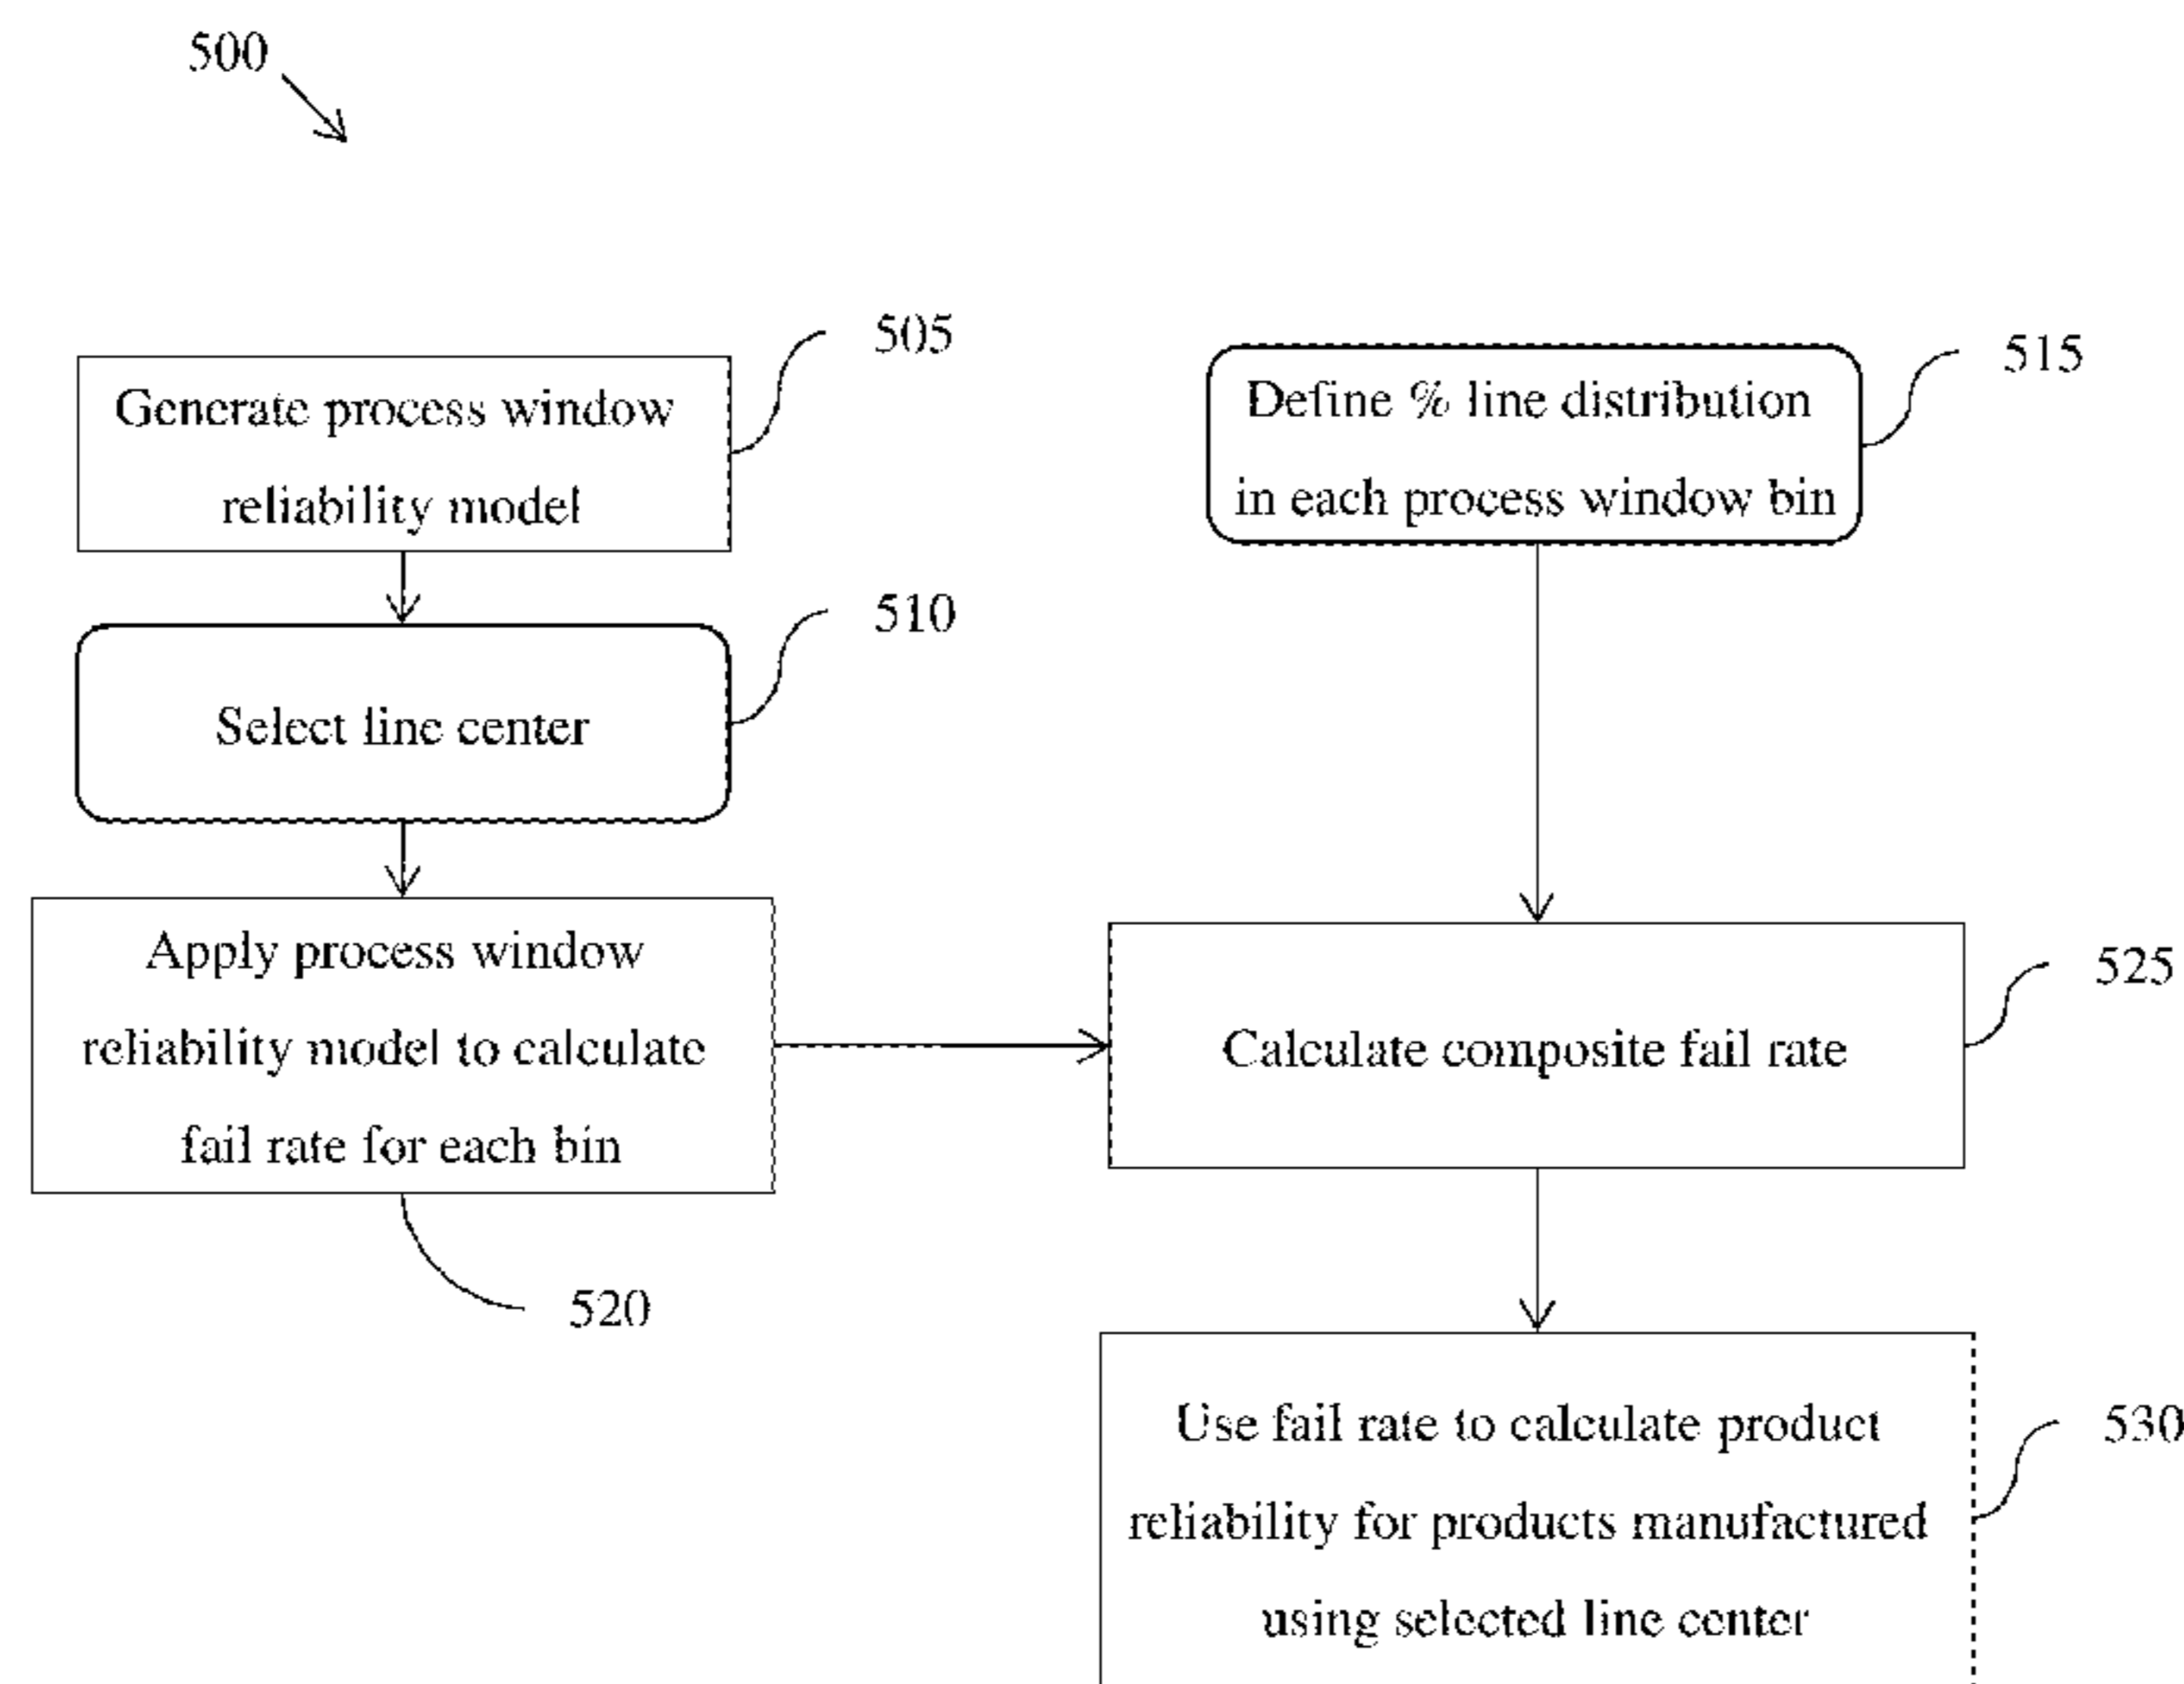 500
505
Generate process window
reliability model
510
Select line center
Apply process window
reliability model to calculate
fail rate for each bin
520
515
Define % line distribution
in each process window bin
525
Calculate composite fail rate
530
Use fail rate to calculate product
reliability for products manufactured
using selected line center